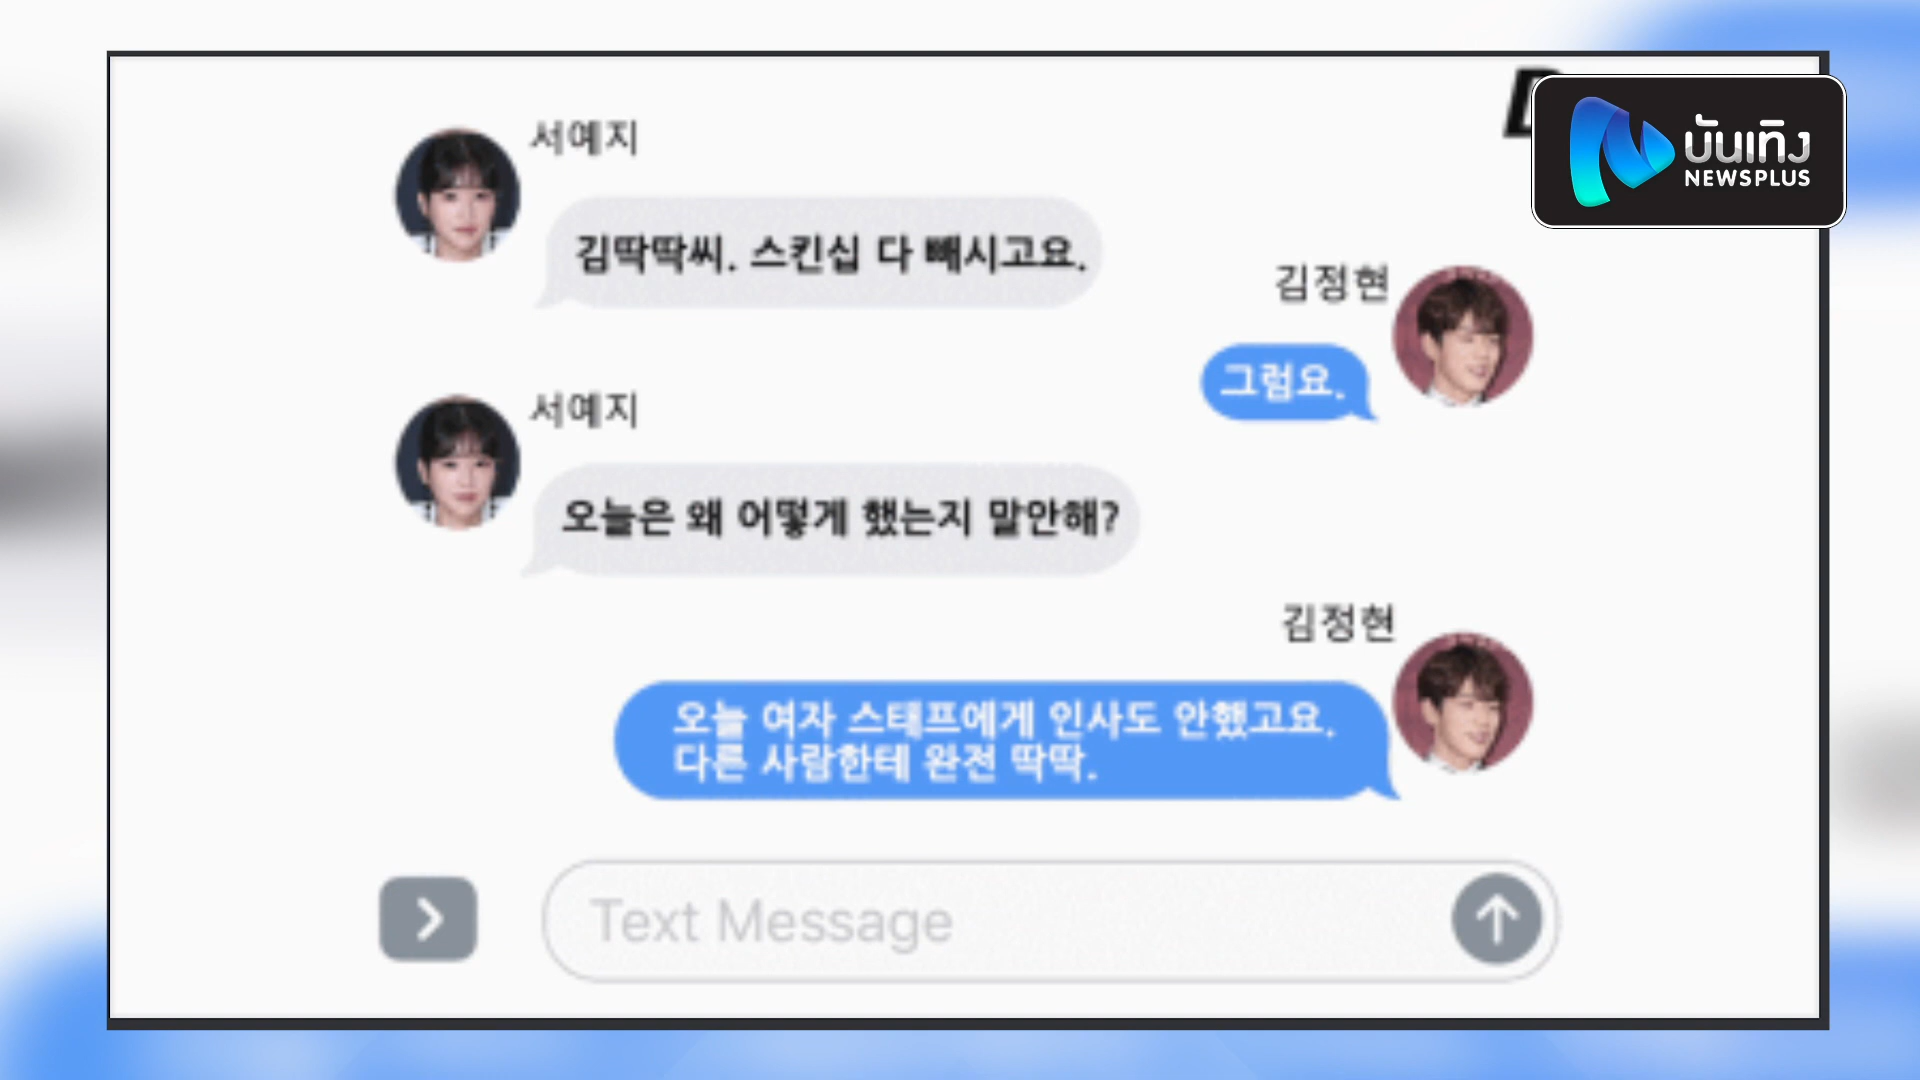 บันเทิง
NEWSPLUS
서예지
김딱딱씨. 스킨십 다 빼시고요.
김정현
그럼요.
서예지
오늘은 왜 어떻게 했는지 말안해?
김정현
오늘 여자 스태프에게 인사도 안했고요.
다른 사람한테 완전 딱딱.
Text Message